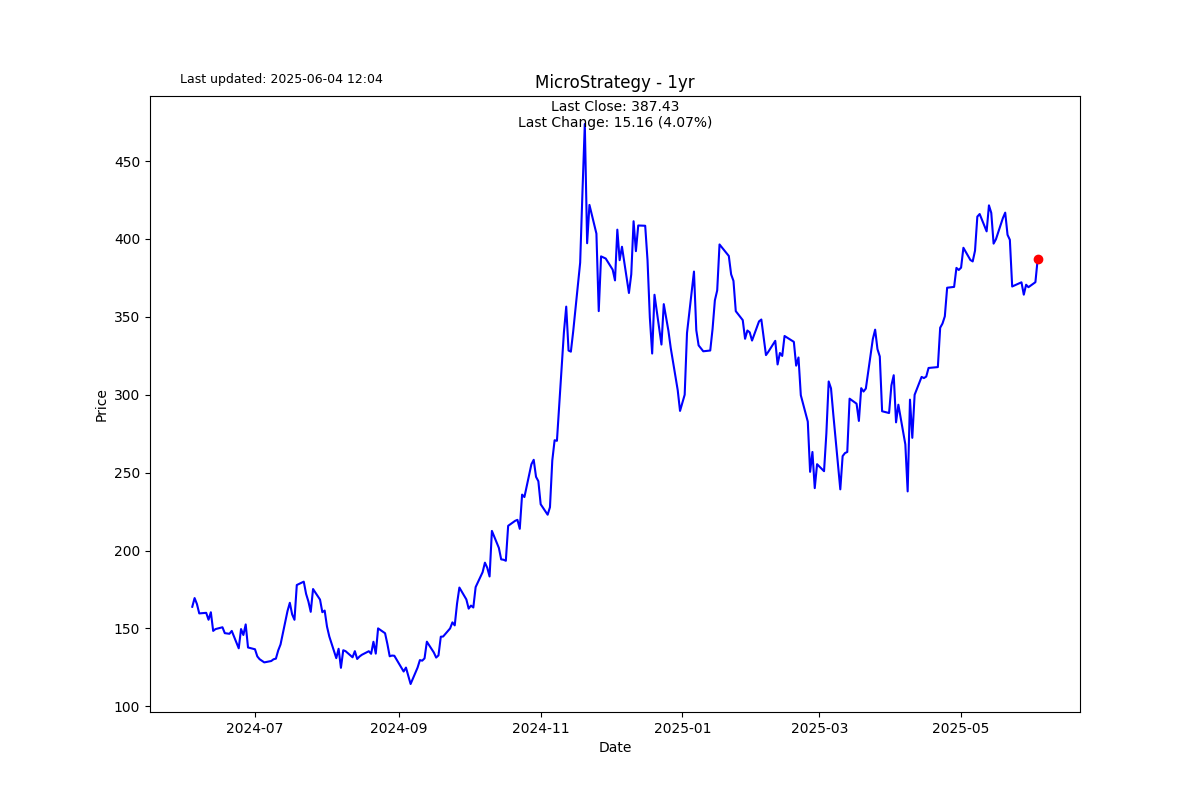 Last updated: 2025-06-04 12:04
MicroStrategy - 1yr
Last Close: 387.43
Last Change: 15.16 (4.07%)
450
400
350
300
250
200
150
100
Price
2024-07
2024-09
2024-11
2025-01
2025-03
2025-05
Date